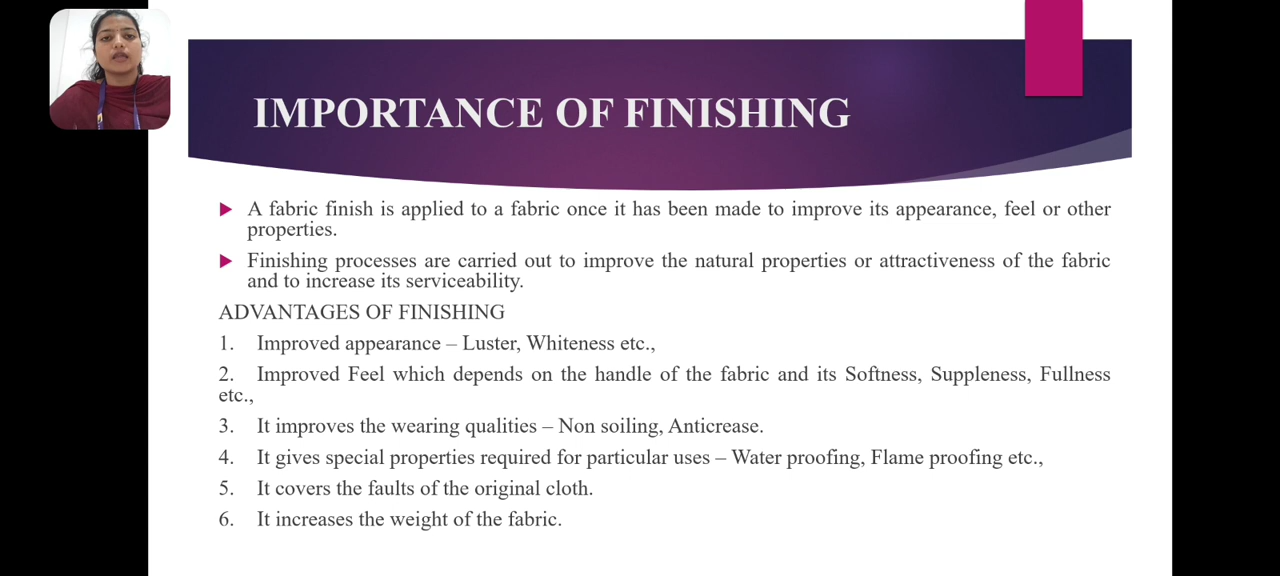 IMPORTANCE OF FINISHING
A fabric finish is applied to a fabric once it has been made to improve its appearance, feel or other
properties.
Finishing processes are carried out to improve the natural properties or attractiveness of the fabric
and to increase its serviceability.
ADVANTAGES OF FINISHING
1. Improved appearance – Luster, Whiteness etc.,
2. Improved Feel which depends on the handle of the fabric and its Softness, Suppleness, Fullness
etc.,
3. It improves the wearing qualities – Non soiling, Anticrease.
4. It gives special properties required for particular uses – Water proofing, Flame proofing etc.,
5. It covers the faults of the original cloth.
6. It increases the weight of the fabric.